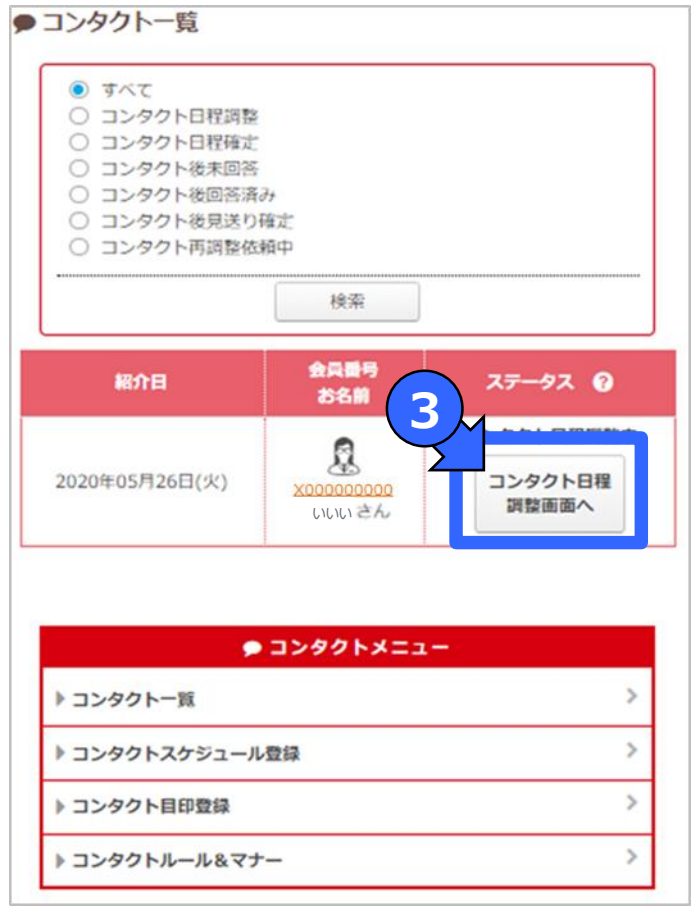 コンタクト一覧
すべて
コンタクト日程調整
コンタクト日程確定
コンタクト後未回答
コンタクト後回答済み
コンタクト後見送り確定
コンタクト再調整依頼中
検索
紹介日
会員番号
お名前
ステータス ?
3
2020年05月26日(火)
X000000000
いいい さん
コンタクト日程
調整画面へ
コンタクトメニュー
コンタクト一覧
コンタクトスケジュール登録
コンタクト目印登録
コンタクトルール&マナー